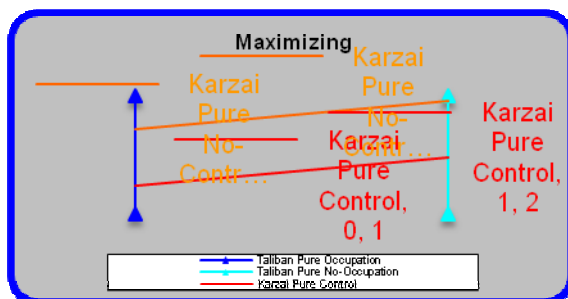 Maximizing
Karzai
Pure
No-
Contr...
Karzai
Pure
No-
Contr...
Karzai
Pure
Control,
0, 1
Karzai
Pure
Control,
1, 2
Taliban Pure Occupation
Taliban Pure No-Occupation
Karzai Pure Control